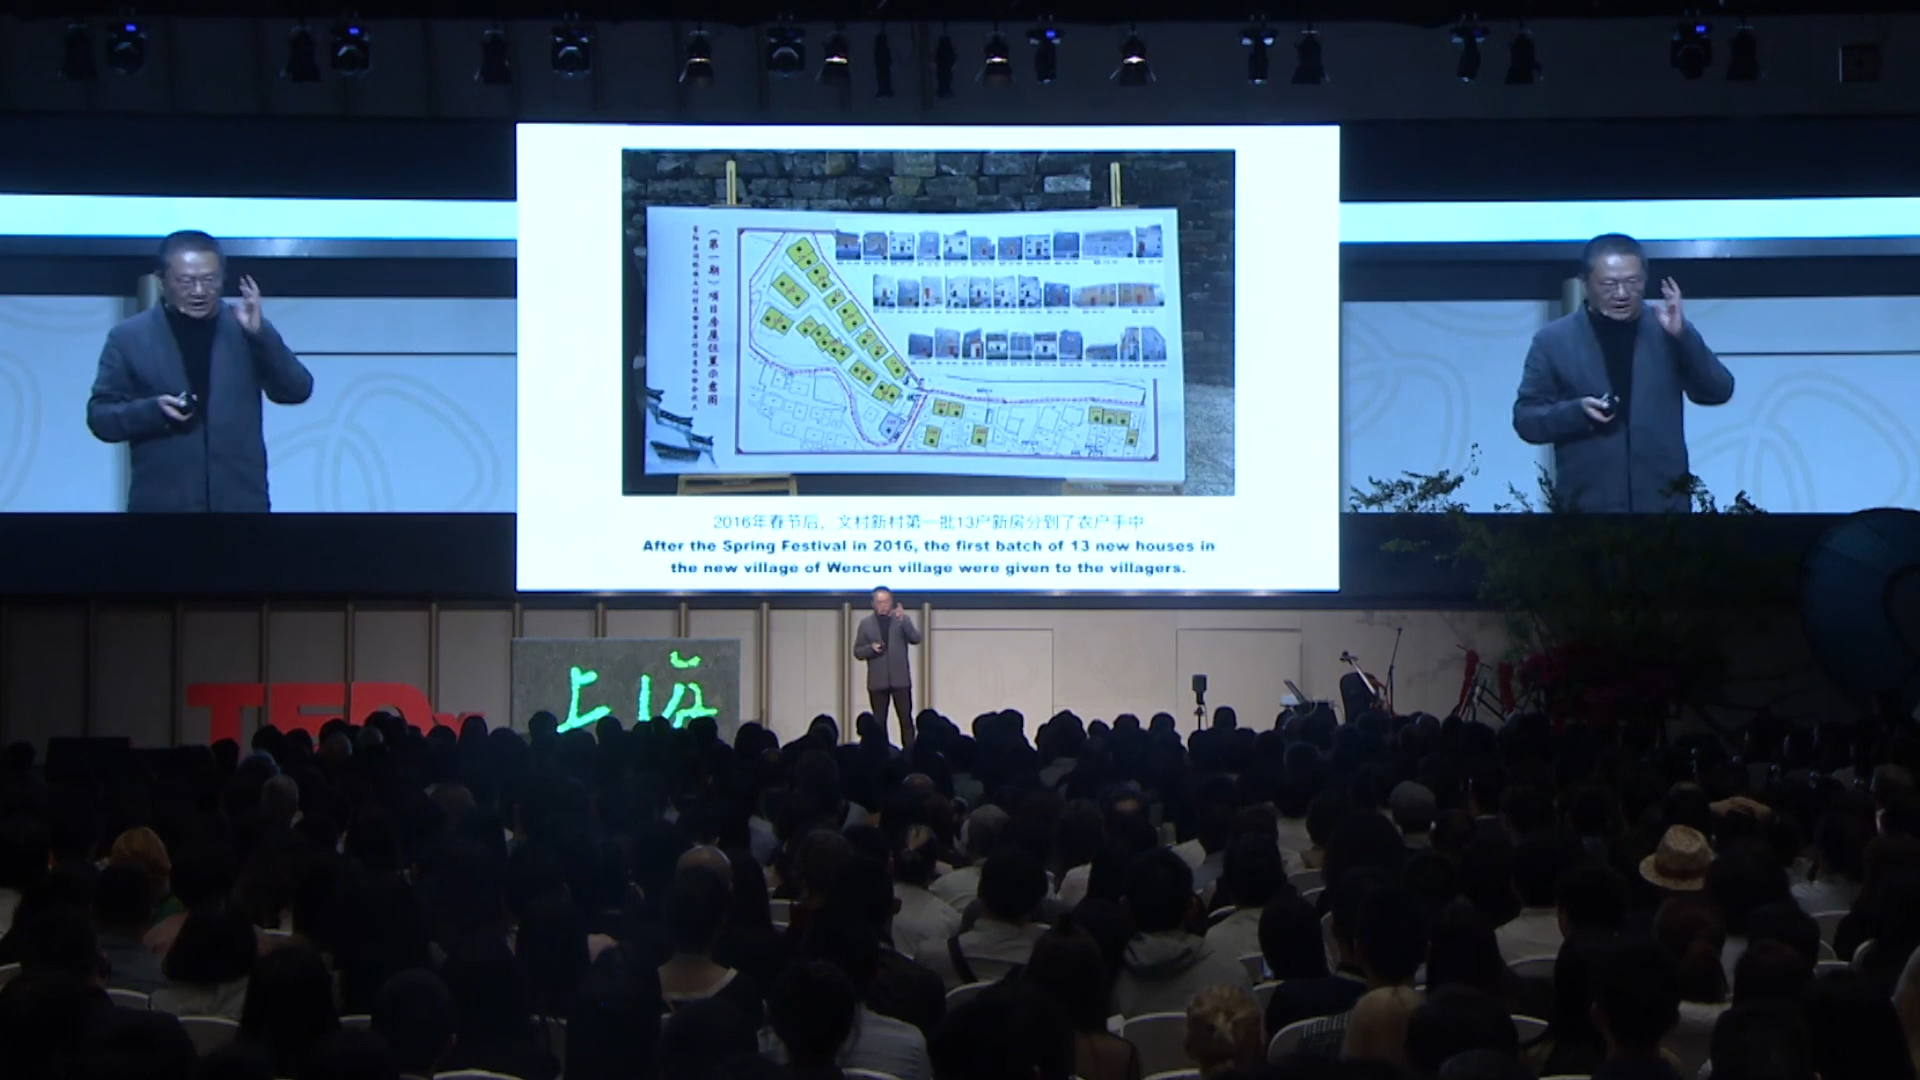 （第一期）项目房屋位置示意图
2016年春节后，文村新村第一批13户新房分到了农户手中
After the Spring Festival in 2016, the first batch of 13 new houses in
the new village of Wencun village were given to the villagers.
TEDx
上海